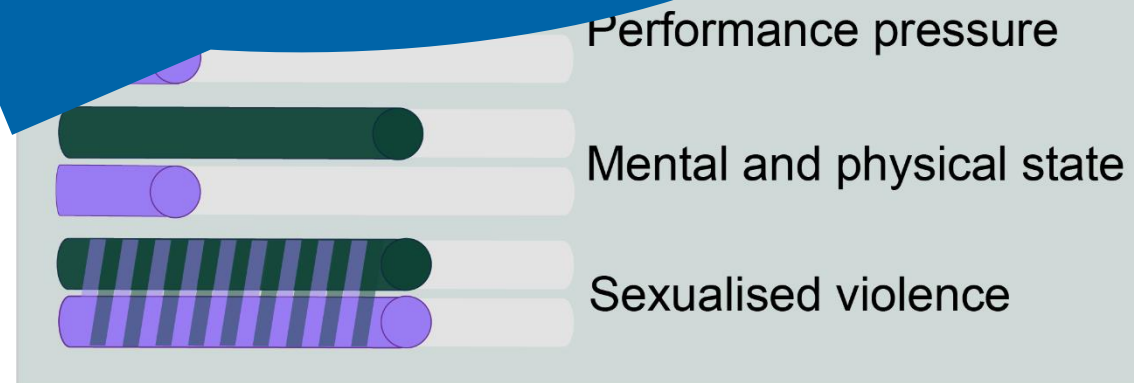 Performance pressure
Mental and physical state
Sexualised violence